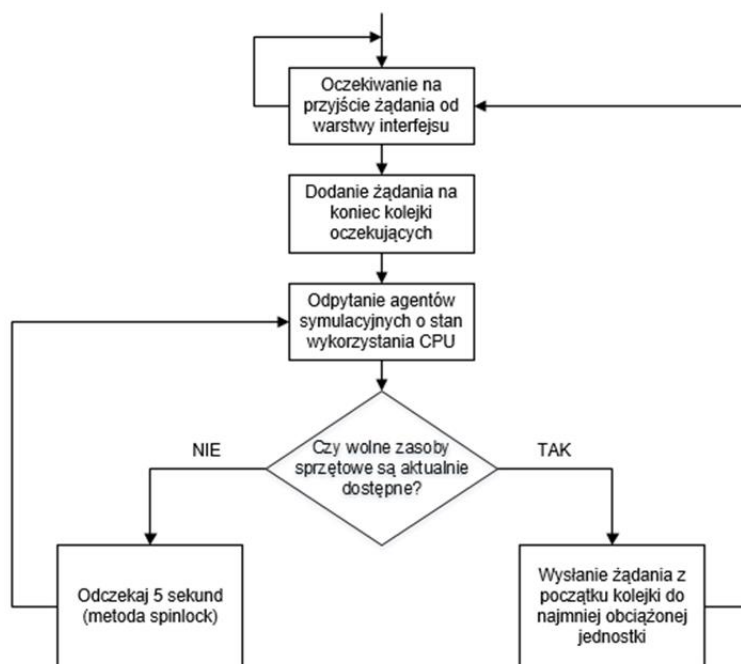 Oczekiwanie na
przyjście żądania od
warstwy interfejsu
Dodanie żądania na
koniec kolejki
oczekujących
Odpytanie agentów
symulacyjnych o stan
wykorzystania CPU
Czy wolne zasoby
sprzętowe są aktualnie
dostępne?
NIE
TAK
Odczekaj 5 sekund
(metoda spinlock)
Wysłanie żądania z
początku kolejki do
najmniej obciążonej
jednostki